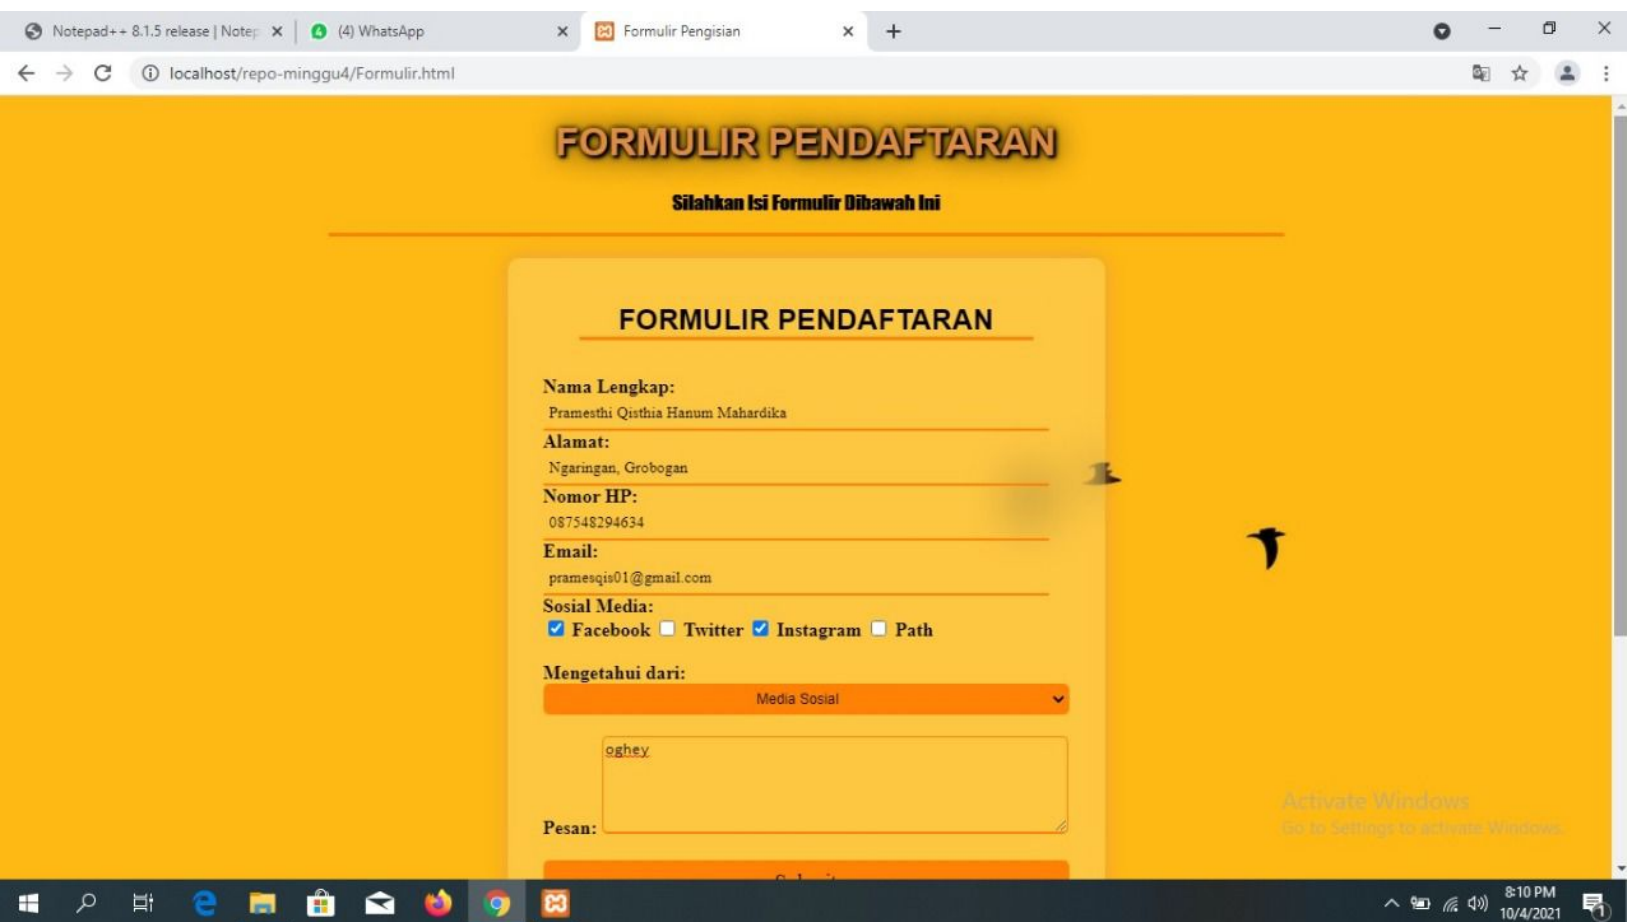 Notepad++ 8.1.5 release | Notep
(4) WhatsApp
Formulir Pengisian
localhost/repo-minggu4/Formulir.html
FORMULIR PENDAFTARAN
Silahkan Isi Formulir Dibawah Ini
FORMULIR PENDAFTARAN
Nama Lengkap:
Pramesthi Qisthia Hanum Mahardika
Alamat:
Ngaringan, Grobogan
Nomor HP:
087548294634
Email:
pramesqis01@gmail.com
Sosial Media:
Facebook Twitter Instagram Path
Mengetahui dari:
Media Sosial
oghey
Pesan:
Activate Windows
Go to Settings to activate Windows.
8:10 PM
10/4/2021